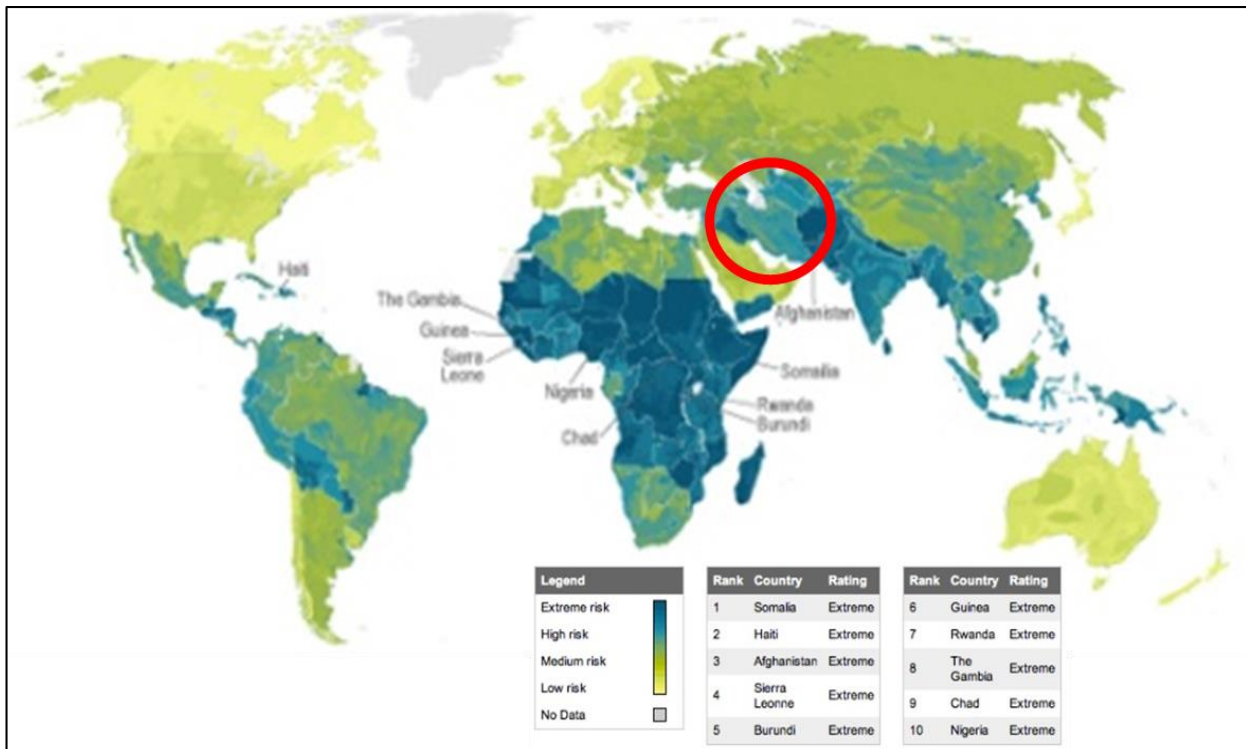 Haiti
The Gambia
Guinea
Sierra
Leone
Nigeria
Chad
Afghanistan
Somailia
Rwanda
Burundi
Legend
Extreme risk
High risk
Medium risk
Low risk
No Data
Rank Country Rating
1 Somalia Extreme
2 Haiti Extreme
3 Afghanistan Extreme
4 Sierra Leonne Extreme
5 Burundi Extreme
Rank Country Rating
6 Guinea Extreme
7 Rwanda Extreme
8 The Gambia Extreme
9 Chad Extreme
10 Nigeria Extreme